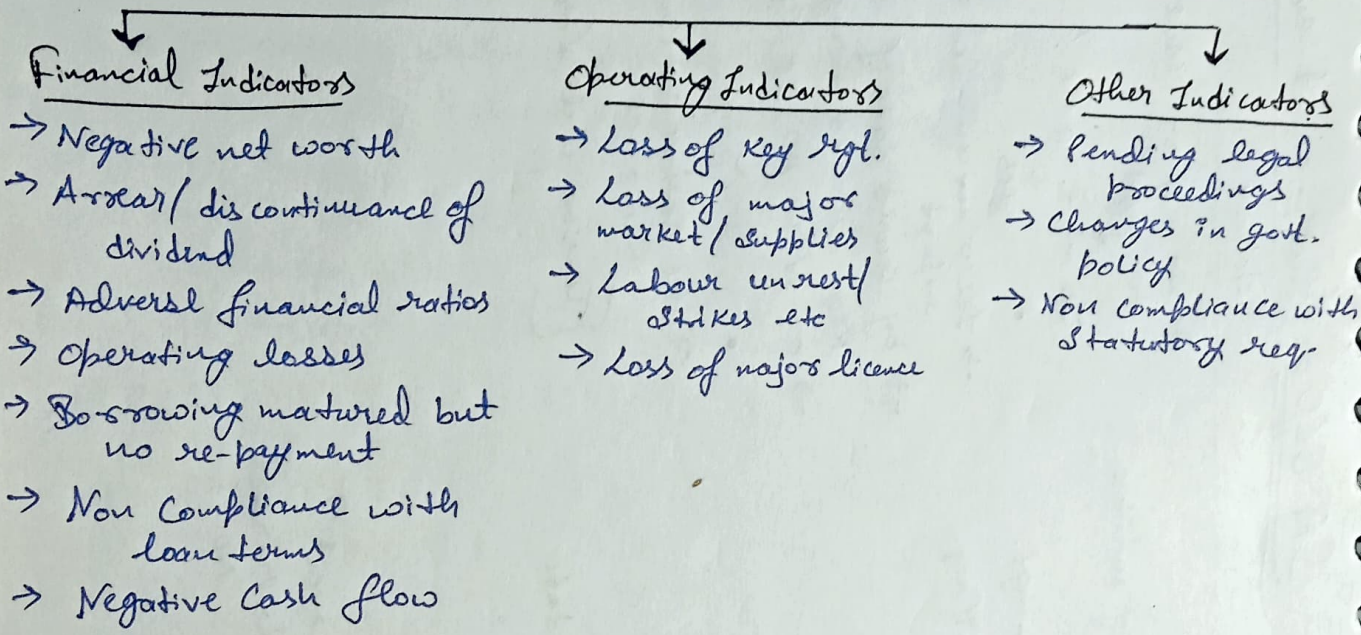 Financial Indicators
→ Negative net worth
→ Arrear/discontinuance of
dividend
→ Adverse financial ratios
→ Operating losses
→ Borrowing matured but
no re-payment
→ Non Compliance with
loan terms
→ Negative Cash flow
Operating Indicators
→ Loss of Key
→ Loss of major
market/supplies
→ Labour unrest/
Strikes etc
→ Loss of major licence
Other Indicators
→ Pending legal
proceedings
→ Changes in govt.
policy
→ Non compliance with
Statutory req.